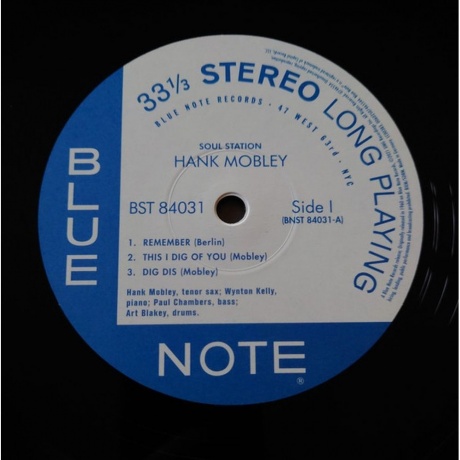 33⅓ STEREO LONG PLAYING
BLUE NOTE RECORDS · 47 WEST 63rd · NYC
SOUL STATION
HANK MOBLEY
BST 84031
Side I
(BNST 84031-A)
1. REMEMBER (Berlin)
2. THIS I DIG OF YOU (Mobley)
3. DIG DIS (Mobley)
Hank Mobley, tenor sax; Wynton Kelly,
piano; Paul Chambers, bass;
Art Blakey, drums.
BLUE
NOTE
®